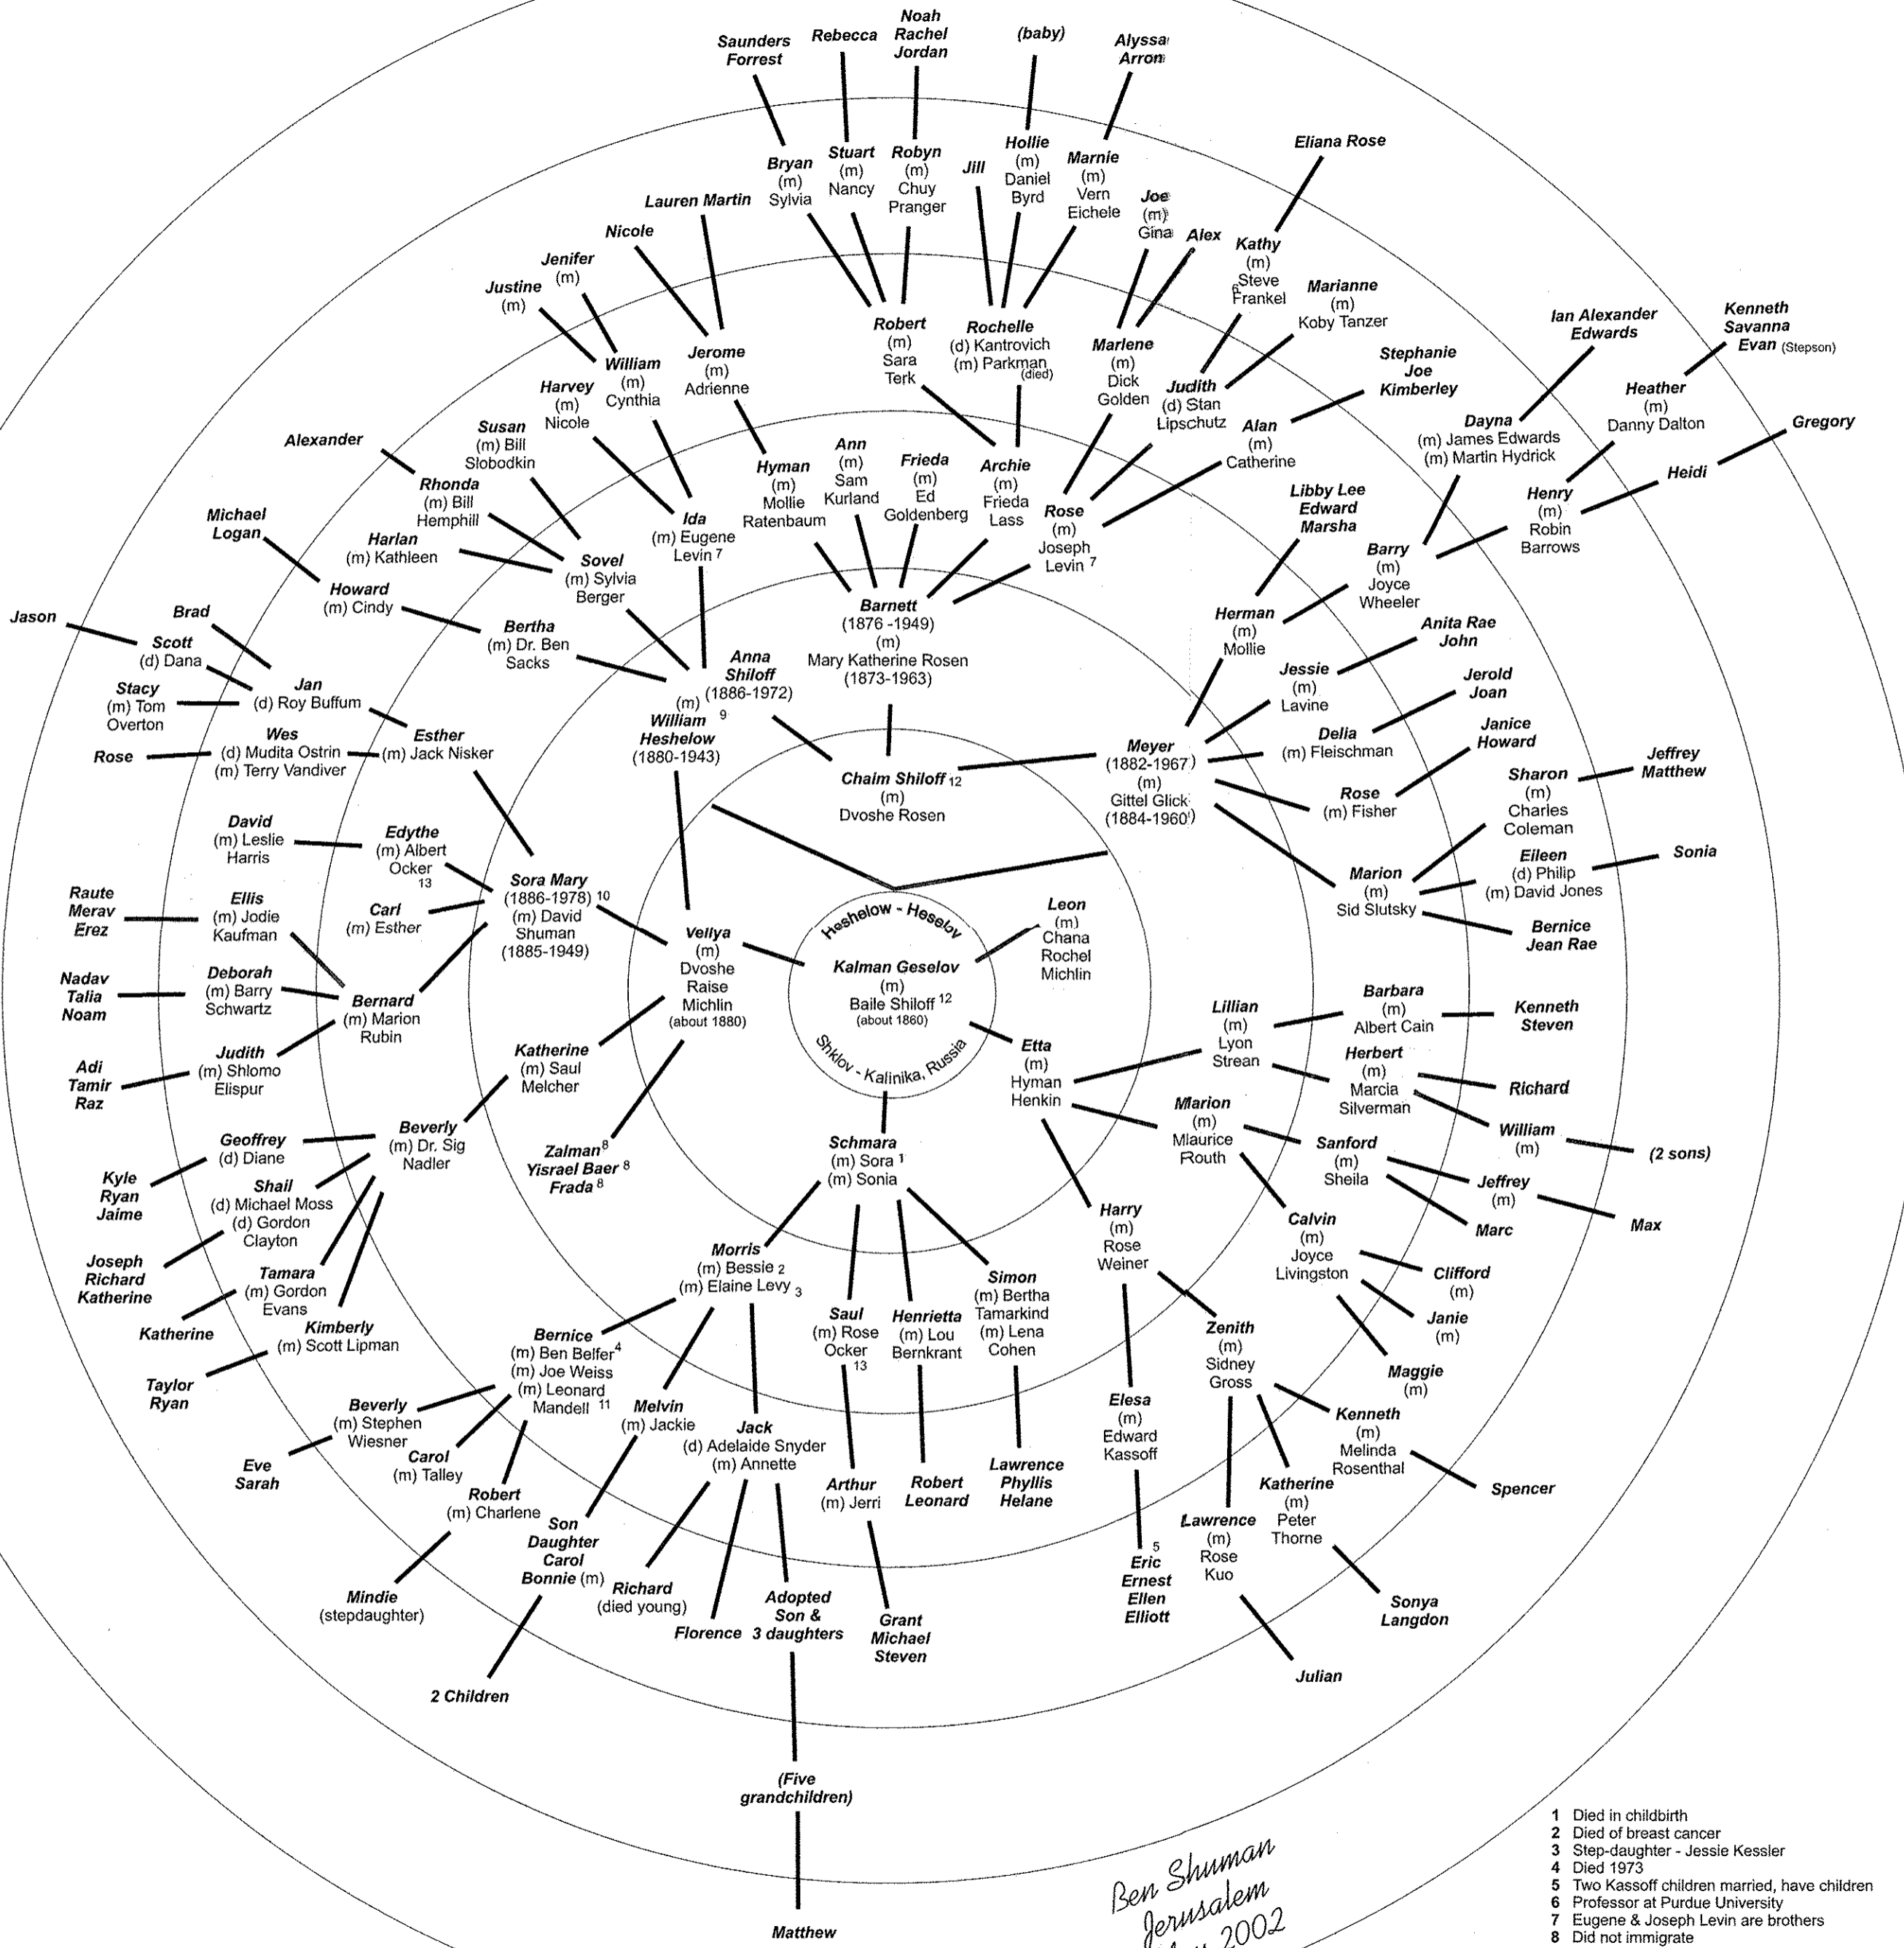 Saunders
Forrest
Rebecca
Noah
Rachel
Jordan
(baby)
Alyssa
Arron
Bryan
(m)
Sylvia
Stuart
(m)
Nancy
Robyn
(m)
Chuy
Pranger
Jill
Hollie
(m)
Daniel
Byrd
Marnie
(m)
Vern
Eichele
Joe
(m)
Gina
Alex
Eliana Rose
Kathy
(m)
Steve
6
Frankel
Marianne
(m)
Koby Tanzer
Lauren Martin
Nicole
Jenifer
(m)
Justine
(m)
William
(m)
Cynthia
Jerome
(m)
Adrienne
Robert
(m)
Sara
Terk
Rochelle
(d) Kantrovich
(m) Parkman
(died)
Marlene
(m)
Dick
Golden
Judith
(d) Stan
Lipschutz
Alan
(m)
Catherine
Stephanie
Joe
Kimberley
Ian Alexander
Edwards
Kenneth
Savanna
Evan (Stepson)
Heather
(m)
Danny Dalton
Gregory
Heidi
Dayna
(m) James Edwards
(m) Martin Hydrick
Henry
(m)
Robin
Barrows
Barry
(m)
Joyce
Wheeler
Libby Lee
Edward
Marsha
Harvey
(m)
Nicole
Susan
(m) Bill
Slobodkin
Alexander
Rhonda
(m) Bill
Hemphill
Harlan
(m) Kathleen
Michael
Logan
Howard
(m) Cindy
Hyman
(m)
Mollie
Ratenbaum
Ann
(m)
Sam
Kurland
Frieda
(m)
Ed
Goldenberg
Archie
(m)
Frieda
Lass
Rose
(m)
Joseph
Levin 7
Ida
(m) Eugene
Levin 7
Sovel
(m) Sylvia
Berger
Bertha
(m) Dr. Ben
Sacks
Barnett
(1876 -1949)
(m)
Mary Katherine Rosen
(1873-1963)
Anna
Shiloff
(1886-1972)
(m) 9
William
Heshelow
(1880-1943)
Herman
(m)
Mollie
Jessie
(m)
Lavine
Anita Rae
John
Delia
(m) Fleischman
Jerold
Joan
Rose
(m) Fisher
Janice
Howard
Sharon
(m)
Charles
Coleman
Jeffrey
Matthew
Marion
(m)
Sid Slutsky
Eileen
(d) Philip
(m) David Jones
Sonia
Bernice
Jean Rae
Meyer
(1882-1967)
(m)
Gittel Glick
(1884-1960)
Chaim Shiloff 12
(m)
Dvoshe Rosen
Jason
Brad
Scott
(d) Dana
Stacy
(m) Tom
Overton
Jan
(d) Roy Buffum
Rose
Wes
(d) Mudita Ostrin
(m) Terry Vandiver
Esther
(m) Jack Nisker
David
(m) Leslie
Harris
Edythe
(m) Albert
Ocker
13
Carl
(m) Esther
Sora Mary
(1886-1978) 10
(m) David
Shuman
(1885-1949)
Raute
Merav
Erez
Ellis
(m) Jodie
Kaufman
Nadav
Talia
Noam
Deborah
(m) Barry
Schwartz
Bernard
(m) Marion
Rubin
Adi
Tamir
Raz
Judith
(m) Shlomo
Elispur
Vellya
(m)
Dvoshe
Raise
Michlin
(about 1880)
Heshelow - Heselov
Kalman Geselov
(m)
Baile Shiloff 12
(about 1860)
Shklov - Kalinika, Russia
Leon
(m)
Chana
Rochel
Michlin
Etta
(m)
Hyman
Henkin
Lillian
(m)
Lyon
Strean
Barbara
(m)
Albert Cain
Kenneth
Steven
Herbert
(m)
Marcia
Silverman
Richard
William
(m)
(2 sons)
Marion
(m)
Maurice
Routh
Sanford
(m)
Sheila
Jeffrey
(m)
Max
Marc
Calvin
(m)
Joyce
Livingston
Clifford
(m)
Janie
(m)
Maggie
(m)
Katherine
(m) Saul
Melcher
Zalman 8
Yisrael Baer 8
Frada 8
Beverly
(m) Dr. Sig
Nadler
Geoffrey
(d) Diane
Kyle
Ryan
Jaime
Shail
(d) Michael Moss
(d) Gordon
Clayton
Joseph
Richard
Katherine
Tamara
(m) Gordon
Evans
Katherine
Kimberly
(m) Scott Lipman
Taylor
Ryan
Schmara
(m) Sora 1
(m) Sonia
Morris
(m) Bessie 2
(m) Elaine Levy 3
Saul
(m) Rose
Ocker
13
Henrietta
(m) Lou
Bernkrant
Simon
(m) Bertha
Tamarkind
(m) Lena
Cohen
Harry
(m)
Rose
Weiner
Zenith
(m)
Sidney
Gross
Elesa
(m)
Edward
Kassoff
Kenneth
(m)
Melinda
Rosenthal
Spencer
Katherine
(m)
Peter
Thorne
Sonya
Langdon
Lawrence
(m)
Rose
Kuo
Julian
5
Eric
Ernest
Ellen
Elliott
Bernice
(m) Ben Belfer 4
(m) Joe Weiss
(m) Leonard
Mandell 11
Beverly
(m) Stephen
Wiesner
Eve
Sarah
Carol
(m) Talley
Robert
(m) Charlene
Mindie
(stepdaughter)
Melvin
(m) Jackie
Son
Daughter
Carol
Bonnie (m)
2 Children
Jack
(d) Adelaide Snyder
(m) Annette
Richard
(died young)
Florence
Adopted
Son &
3 daughters
(Five
grandchildren)
Matthew
Arthur
(m) Jerri
Grant
Michael
Steven
Robert
Leonard
Lawrence
Phyllis
Helane
Ben Shuman
Jerusalem
2002
1 Died in childbirth
2 Died of breast cancer
3 Step-daughter - Jessie Kessler
4 Died 1973
5 Two Kassoff children married, have children
6 Professor at Purdue University
7 Eugene & Joseph Levin are brothers
8 Did not immigrate